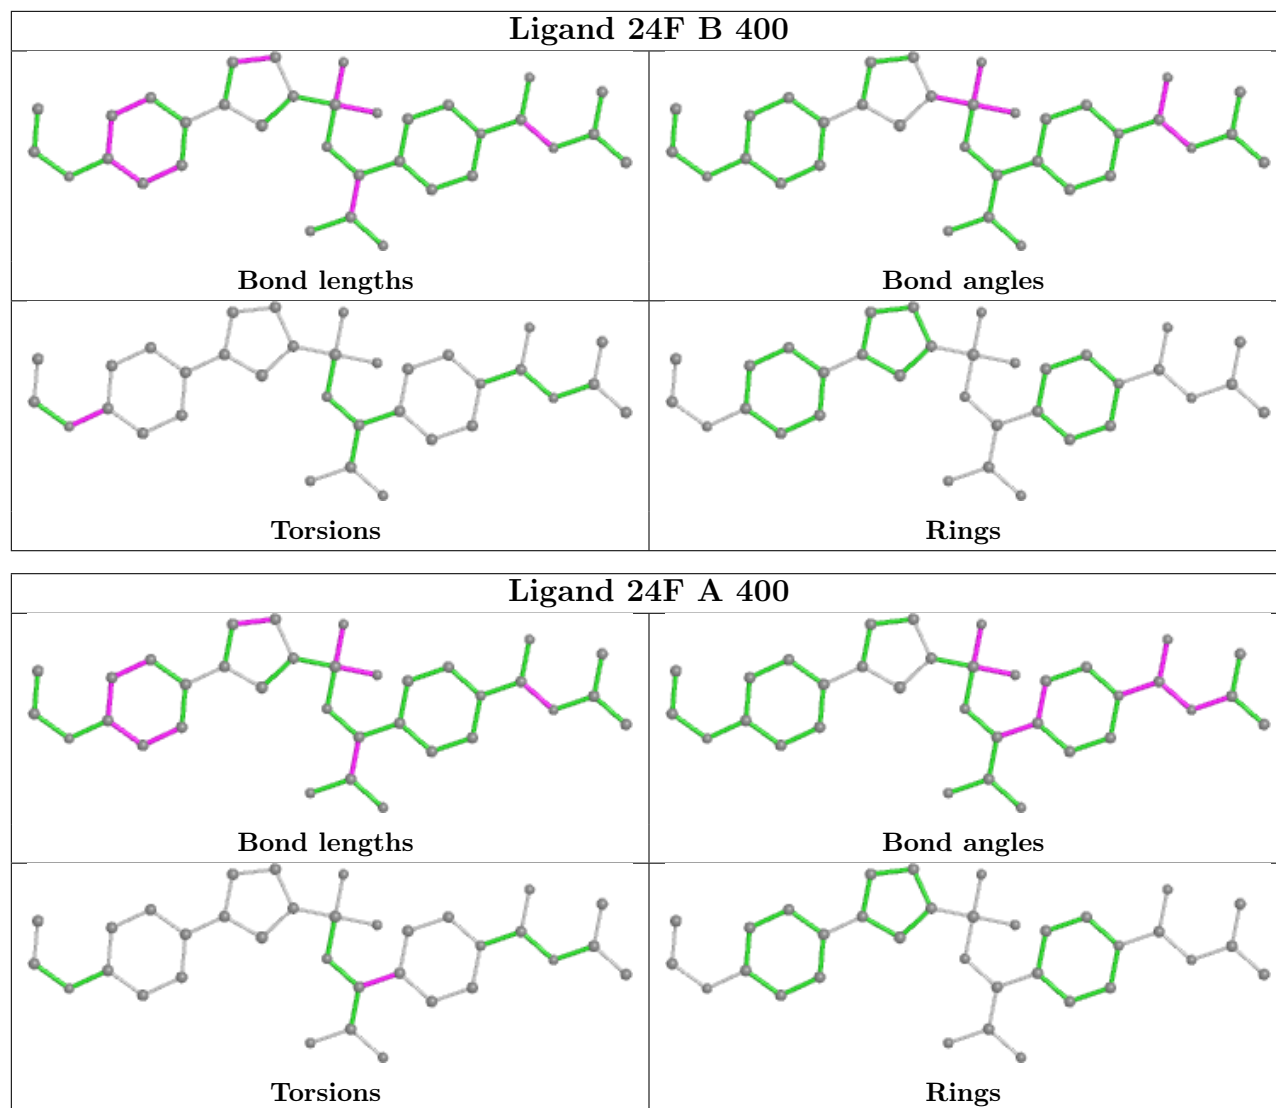 Ligand 24F B 400
Bond lengths
Bond angles
Torsions
Rings
Ligand 24F A 400
Bond lengths
Bond angles
Torsions
Rings